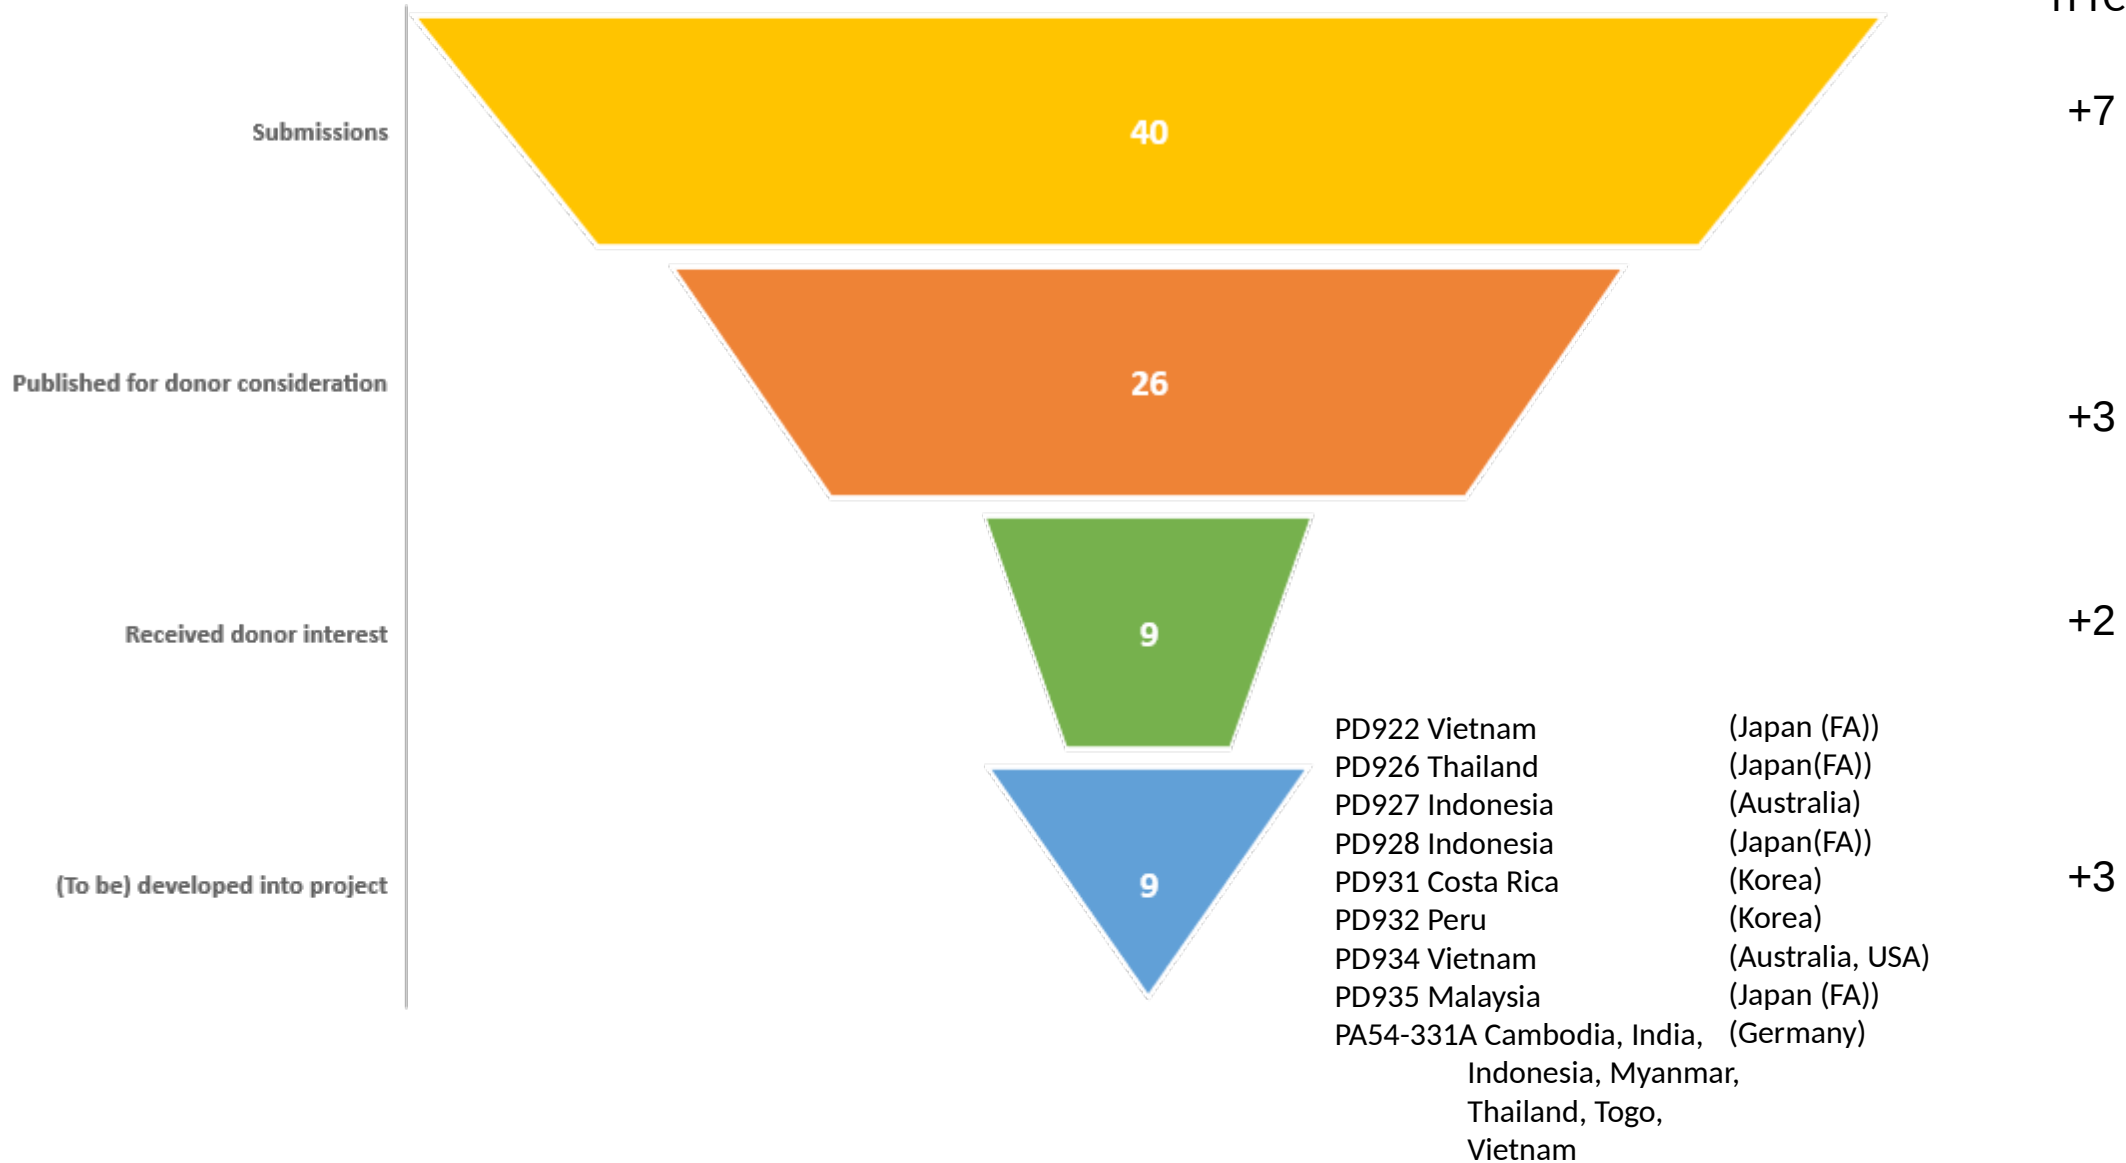 Submissions 40 +7
Published for donor consideration 26 +3
Received donor interest 9 +2
(To be) developed into project 9 +3
PD922 Vietnam (Japan (FA))
PD926 Thailand (Japan(FA))
PD927 Indonesia (Australia)
PD928 Indonesia (Japan(FA))
PD931 Costa Rica (Korea)
PD932 Peru (Korea)
PD934 Vietnam (Australia, USA)
PD935 Malaysia (Japan (FA))
PA54-331A Cambodia, India, (Germany)
Indonesia, Myanmar,
Thailand, Togo,
Vietnam